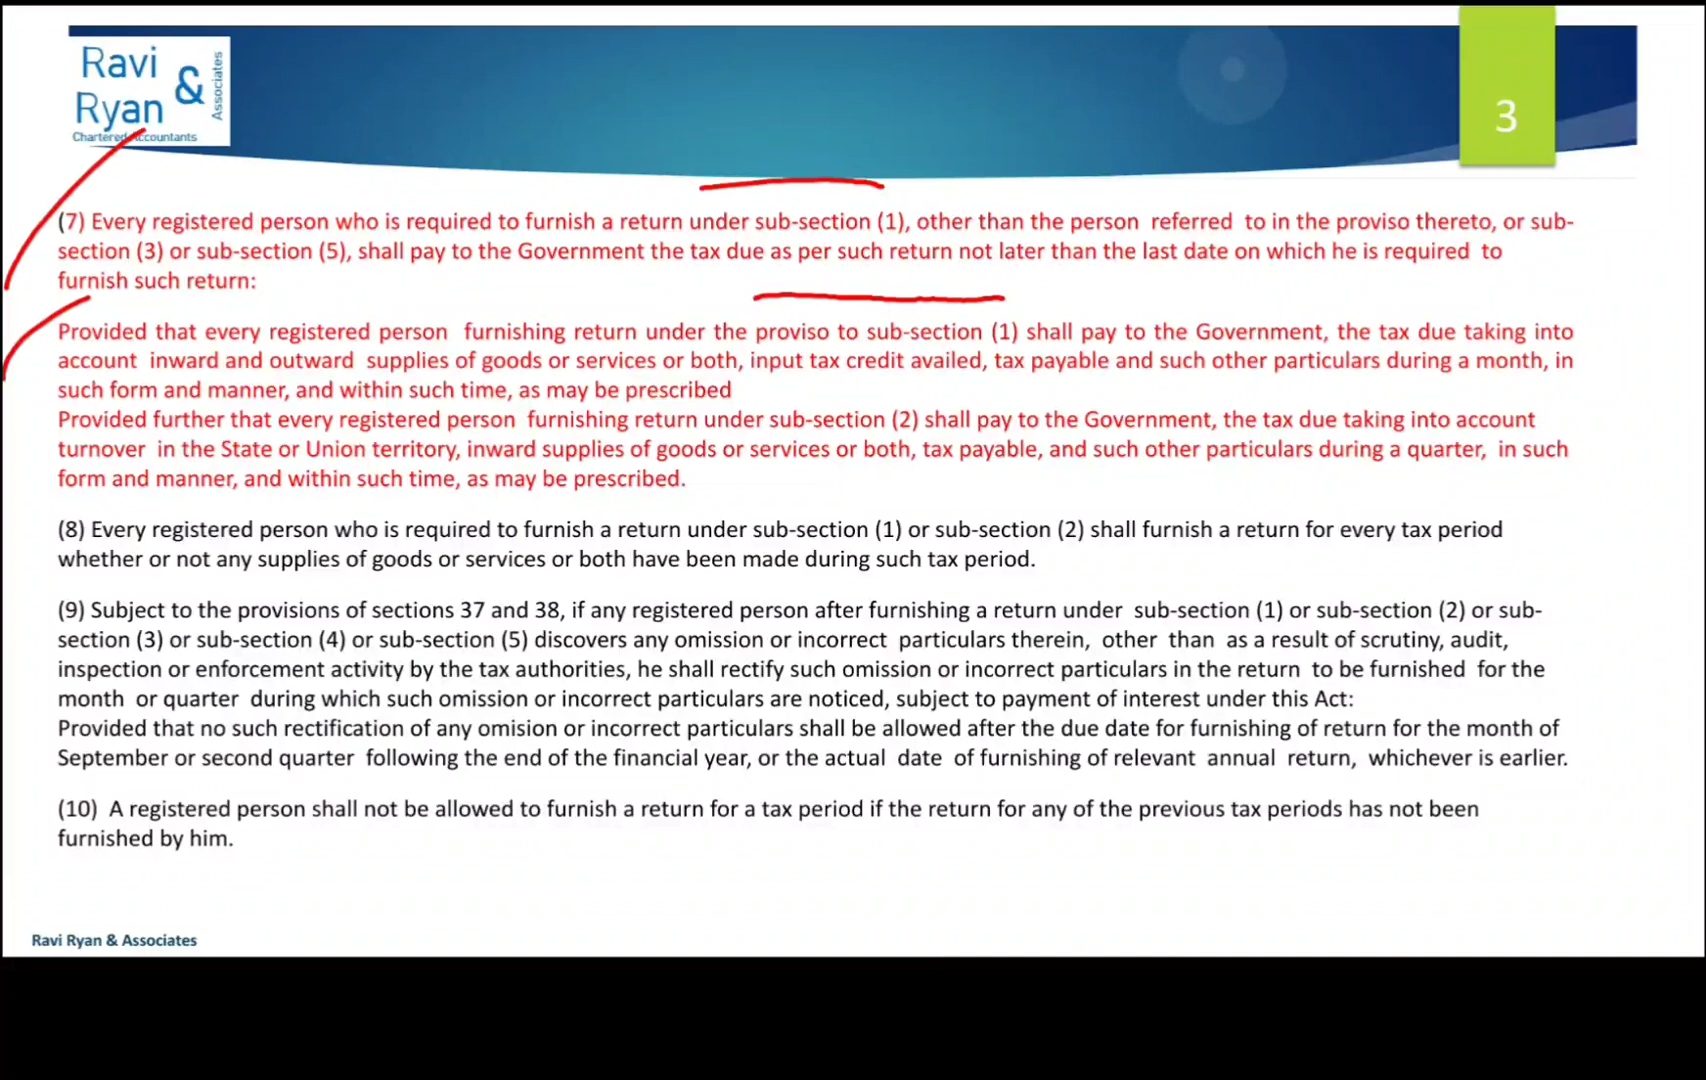 Ravi
Ryan
&
Associates
Chartered Accountants
3
(7) Every registered person who is required to furnish a return under sub-section (1), other than the person referred to in the proviso thereto, or sub-
section (3) or sub-section (5), shall pay to the Government the tax due as per such return not later than the last date on which he is required to
furnish such return:
Provided that every registered person furnishing return under the proviso to sub-section (1) shall pay to the Government, the tax due taking into
account inward and outward supplies of goods or services or both, input tax credit availed, tax payable and such other particulars during a month, in
such form and manner, and within such time, as may be prescribed
Provided further that every registered person furnishing return under sub-section (2) shall pay to the Government, the tax due taking into account
turnover in the State or Union territory, inward supplies of goods or services or both, tax payable, and such other particulars during a quarter, in such
form and manner, and within such time, as may be prescribed.
(8) Every registered person who is required to furnish a return under sub-section (1) or sub-section (2) shall furnish a return for every tax period
whether or not any supplies of goods or services or both have been made during such tax period.
(9) Subject to the provisions of sections 37 and 38, if any registered person after furnishing a return under sub-section (1) or sub-section (2) or sub-
section (3) or sub-section (4) or sub-section (5) discovers any omission or incorrect particulars therein, other than as a result of scrutiny, audit,
inspection or enforcement activity by the tax authorities, he shall rectify such omission or incorrect particulars in the return to be furnished for the
month or quarter during which such omission or incorrect particulars are noticed, subject to payment of interest under this Act:
Provided that no such rectification of any omision or incorrect particulars shall be allowed after the due date for furnishing of return for the month of
September or second quarter following the end of the financial year, or the actual date of furnishing of relevant annual return, whichever is earlier.
(10) A registered person shall not be allowed to furnish a return for a tax period if the return for any of the previous tax periods has not been
furnished by him.
Ravi Ryan & Associates